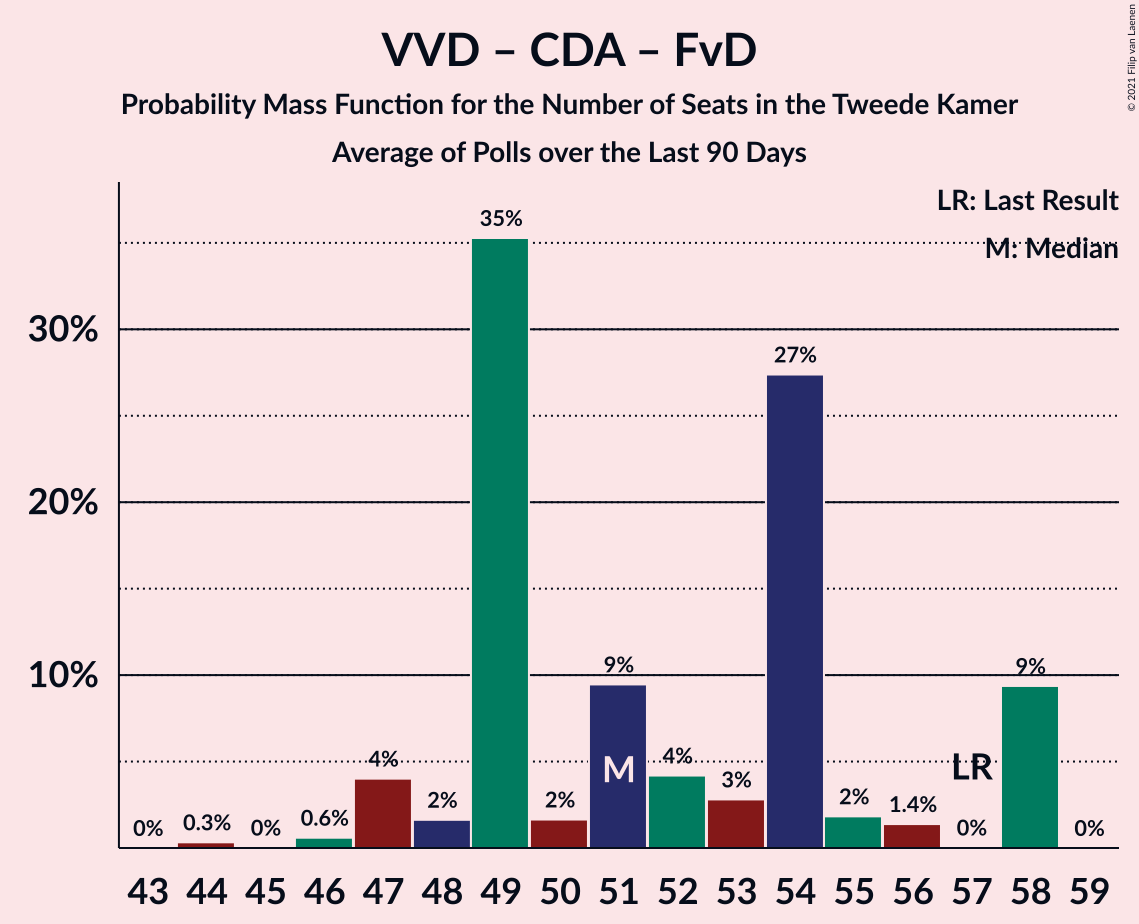 VVD – CDA – FvD
Probability Mass Function for the Number of Seats in the Tweede Kamer
Average of Polls over the Last 90 Days
© 2021 Filip van Laenen
LR: Last Result
M: Median
35%
30%
27%
20%
10%
9%
9%
M
LR
4%
4%
3%
2%
2%
2%
1.4%
0.6%
0.3%
0%
0%
0%
0%
43 44 45 46 47 48 49 50 51 52 53 54 55 56 57 58 59